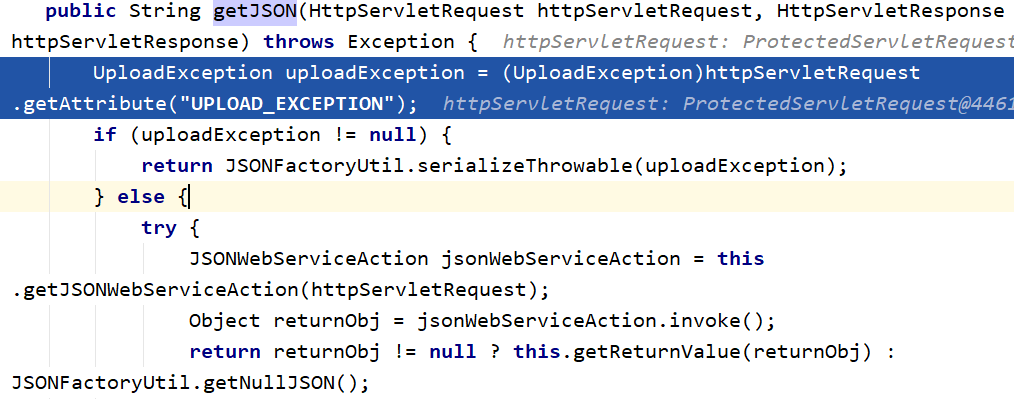 public String getJSON(HttpServletRequest httpServletRequest, HttpServletResponse
httpServletResponse) throws Exception {  httpServletRequest: ProtectedServletRequest
UploadException uploadException = (UploadException)httpServletRequest
.getAttribute("UPLOAD_EXCEPTION");  httpServletRequest: ProtectedServletRequest@4461
if (uploadException != null) {
return JSONFactoryUtil.serializeThrowable(uploadException);
} else {
try {
JSONWebServiceAction jsonWebServiceAction = this
.getJSONWebServiceAction(httpServletRequest);
Object returnObj = jsonWebServiceAction.invoke();
return returnObj != null ? this.getReturnValue(returnObj) :
JSONFactoryUtil.getNullJSON();